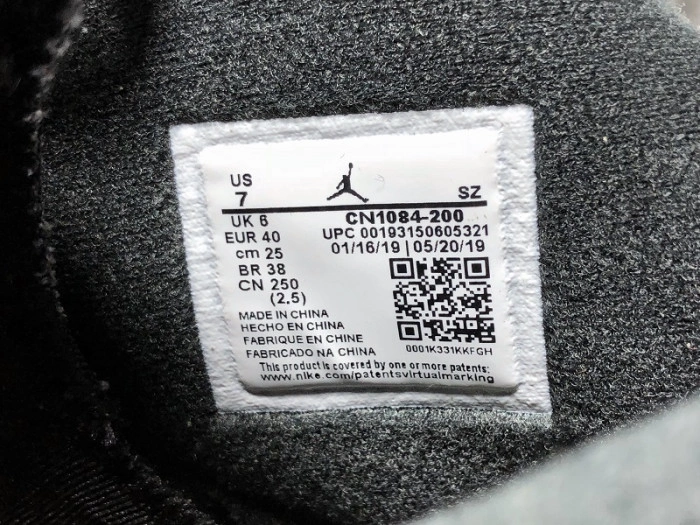 US
7
SZ
UK 6
CN1084-200
EUR 40
UPC 00193150605321
cm 25
01/16/19 | 05/20/19
BR 38
CN 250
(2.5)
MADE IN CHINA
HECHO EN CHINA
FABRIQUE EN CHINE
FABRICADO NA CHINA
0001K331KKFGH
This product is covered by one or more patents:
www.nike.com/patentsvirtualmarking